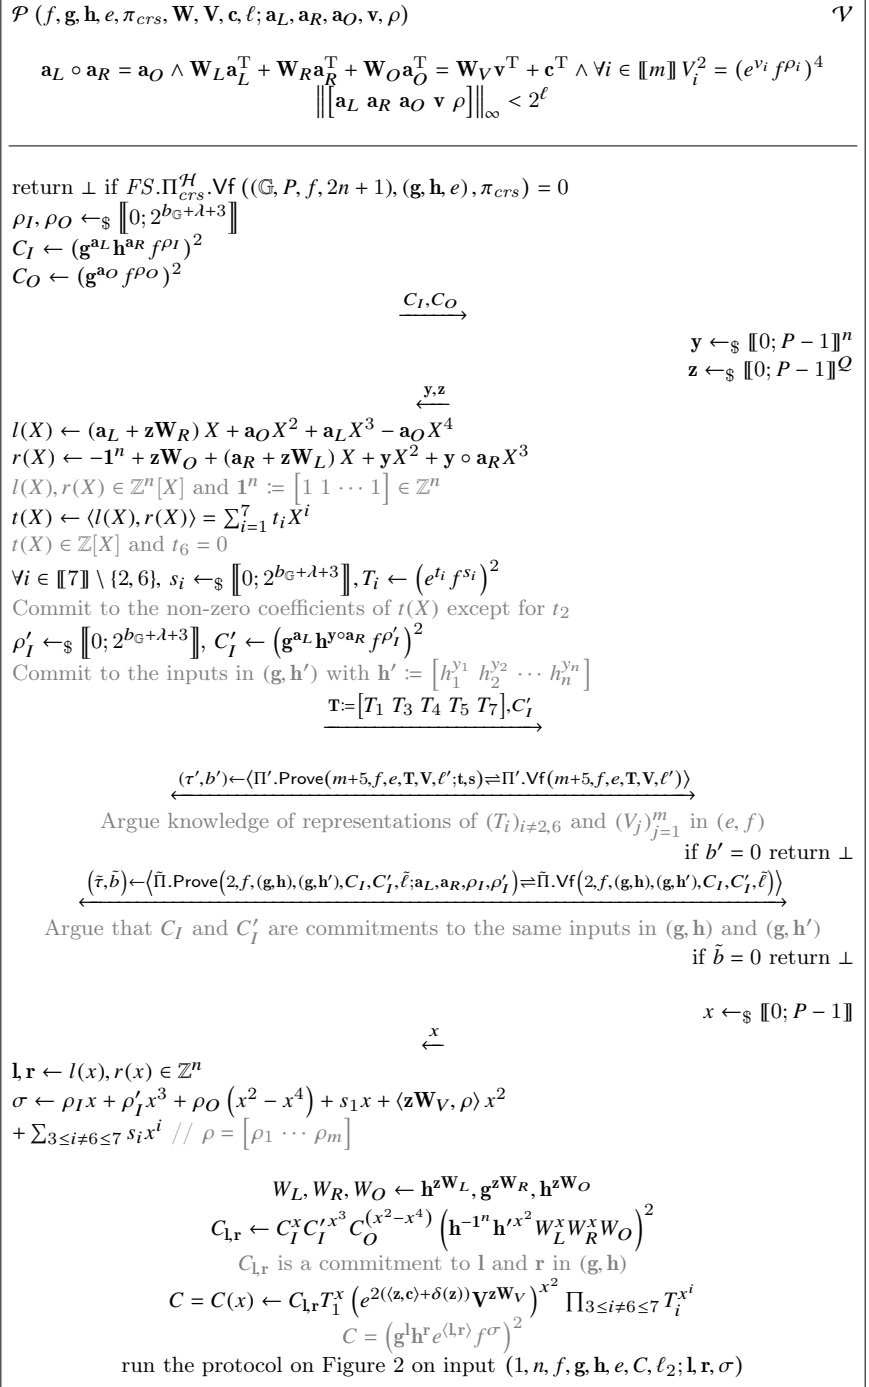 𝒫 (f, g, h, e, π_crs, W, V, c, ℓ; a_L, a_R, a_O, v, ρ) 𝒱
a_L ∘ a_R = a_O ∧ W_L a_L^T + W_R a_R^T + W_O a_O^T = W_V v^T + c^T ∧ ∀i ∈ ⟦m⟧ V_i^2 = (e^{v_i} f^{ρ_i})^4
‖[a_L a_R a_O v ρ]‖_∞ < 2^ℓ
return ⊥ if FS.Π_crs^ℋ.Vf ((𝔾, P, f, 2n + 1), (g, h, e), π_crs) = 0
ρ_I, ρ_O ←_$ ⟦0; 2^{b_𝔾+λ+3}⟧
C_I ← (g^{a_L} h^{a_R} f^{ρ_I})^2
C_O ← (g^{a_O} f^{ρ_O})^2
C_I, C_O
y ←_$ ⟦0; P − 1⟧^n
z ←_$ ⟦0; P − 1⟧^Q
y,z
l(X) ← (a_L + zW_R) X + a_O X^2 + a_L X^3 − a_O X^4
r(X) ← −1^n + zW_O + (a_R + zW_L) X + yX^2 + y ∘ a_R X^3
l(X), r(X) ∈ ℤ^n[X] and 1^n := [1 1 ··· 1] ∈ ℤ^n
t(X) ← ⟨l(X), r(X)⟩ = ∑_{i=1}^7 t_i X^i
t(X) ∈ ℤ[X] and t_6 = 0
∀i ∈ ⟦7⟧ \ {2, 6}, s_i ←_$ ⟦0; 2^{b_𝔾+λ+3}⟧, T_i ← (e^{t_i} f^{s_i})^2
Commit to the non-zero coefficients of t(X) except for t_2
ρ'_I ←_$ ⟦0; 2^{b_𝔾+λ+3}⟧, C'_I ← (g^{a_L} h^{y∘a_R} f^{ρ'_I})^2
Commit to the inputs in (g, h') with h' := [h_1^{y_1} h_2^{y_2} ··· h_n^{y_n}]
T:=[T_1 T_3 T_4 T_5 T_7], C'_I
(τ', b')←⟨Π'.Prove(m+5, f, e, T, V, ℓ'; t, s)⇌Π'.Vf(m+5, f, e, T, V, ℓ')⟩
Argue knowledge of representations of (T_i)_{i≠2,6} and (V_j)_{j=1}^m in (e, f)
if b' = 0 return ⊥
(τ̃, b̃)←⟨Π̃.Prove(2, f, (g,h), (g,h'), C_I, C'_I, ℓ̃; a_L, a_R, ρ_I, ρ'_I)⇌Π̃.Vf(2, f, (g,h), (g,h'), C_I, C'_I, ℓ̃)⟩
Argue that C_I and C'_I are commitments to the same inputs in (g, h) and (g, h')
if b̃ = 0 return ⊥
x ←_$ ⟦0; P − 1⟧
x
l, r ← l(x), r(x) ∈ ℤ^n
σ ← ρ_I x + ρ'_I x^3 + ρ_O (x^2 − x^4) + s_1 x + ⟨zW_V, ρ⟩ x^2
+ ∑_{3≤i≠6≤7} s_i x^i // ρ = [ρ_1 ··· ρ_m]
W_L, W_R, W_O ← h^{zW_L}, g^{zW_R}, h^{zW_O}
C_{l,r} ← C_I^x C'_I^{x^3} C_O^{(x^2−x^4)} (h^{−1^n} h'^{x^2} W_L^x W_R^x W_O)^2
C_{l,r} is a commitment to l and r in (g, h)
C = C(x) ← C_{l,r} T_1^x (e^{2(⟨z,c⟩+δ(z))} V^{zW_V})^{x^2} ∏_{3≤i≠6≤7} T_i^{x^i}
C = (g^l h^r e^{⟨l,r⟩} f^σ)^2
run the protocol on Figure 2 on input (1, n, f, g, h, e, C, ℓ_2; l, r, σ)